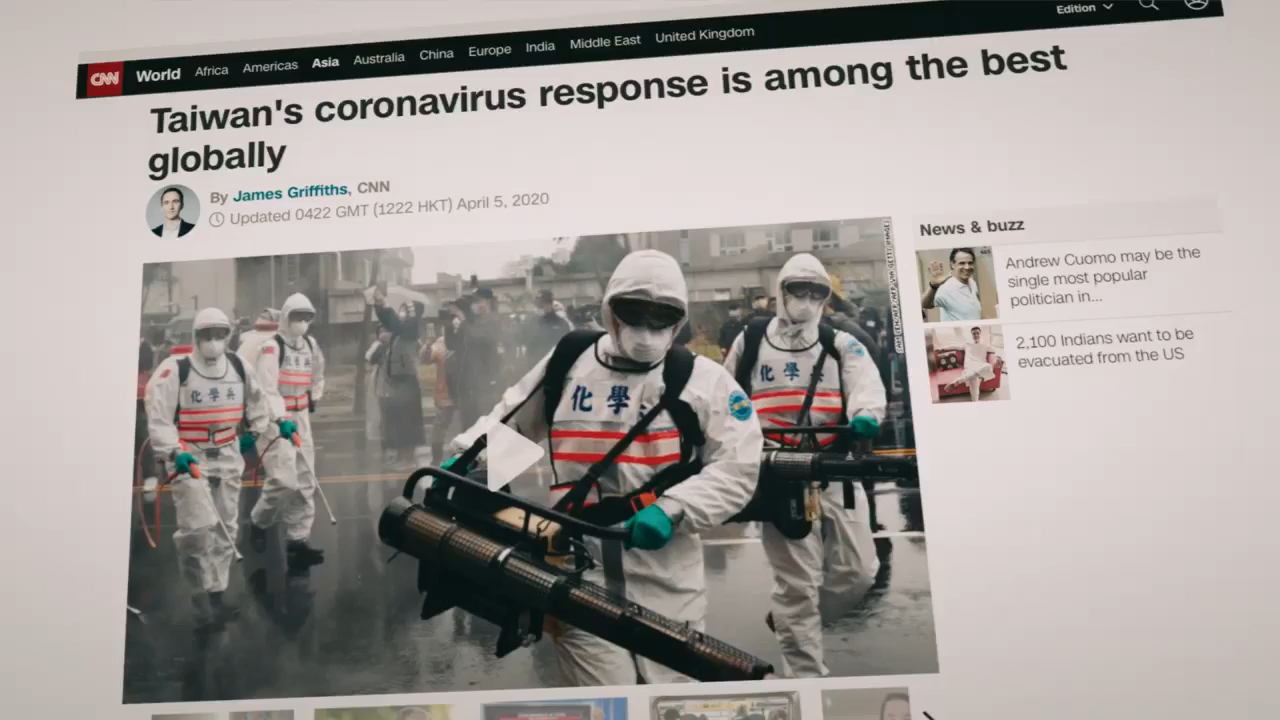 CNN World Africa Americas Asia Australia China Europe India Middle East United Kingdom Edition
Taiwan's coronavirus response is among the best
globally
By James Griffiths, CNN
Updated 0422 GMT (1222 HKT) April 5, 2020
News & buzz
Andrew Cuomo may be the
single most popular
politician in...
2,100 Indians want to be
evacuated from the US
化學兵
化學
化學